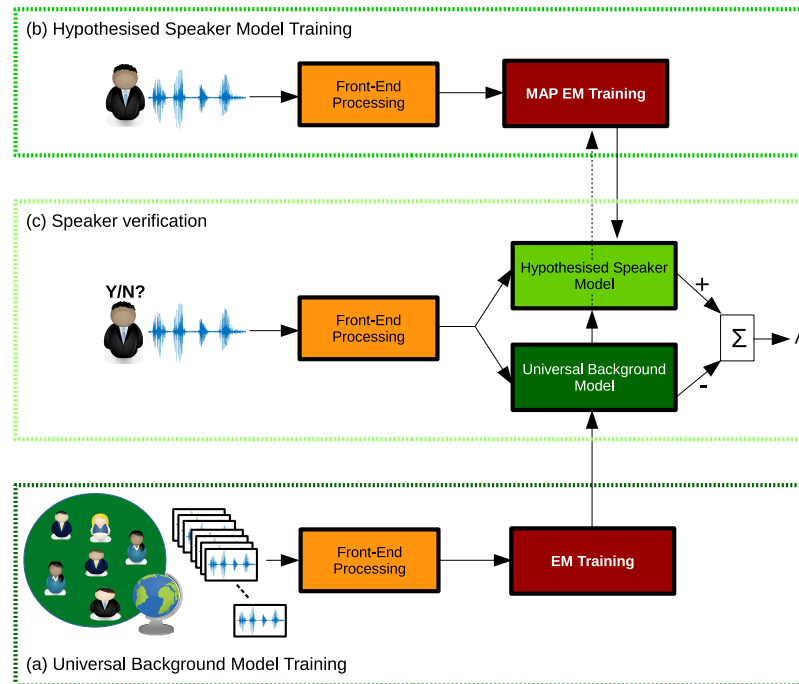 (b) Hypothesised Speaker Model Training
Front-End
Processing
MAP EM Training
(c) Speaker verification
Y/N?
Front-End
Processing
Hypothesised Speaker
Model
Universal Background
Model
+
-
Σ
Front-End
Processing
EM Training
(a) Universal Background Model Training